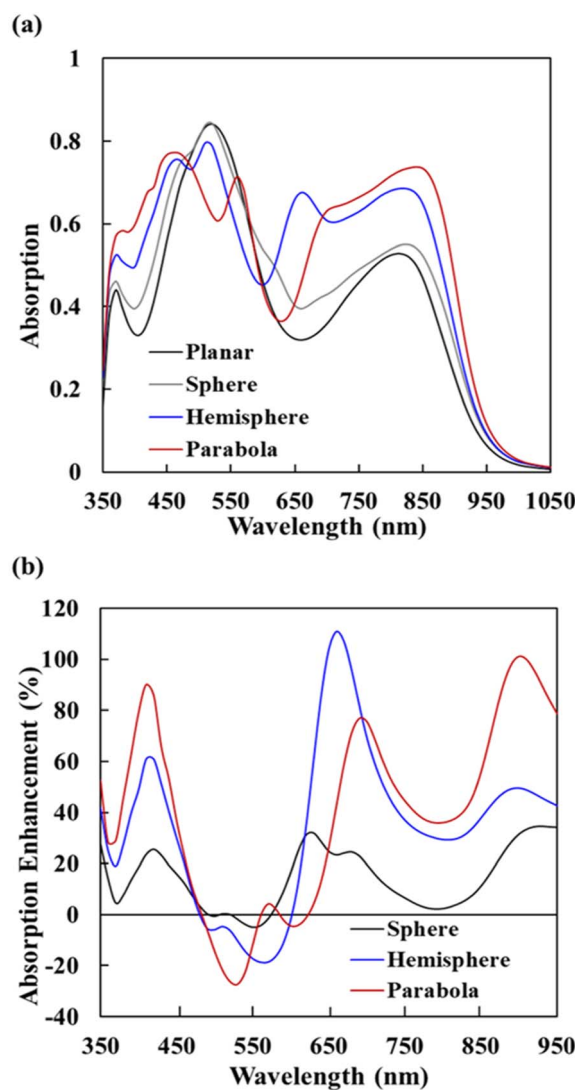 (a)
1
0.8
0.6
0.4
0.2
0
Absorption
Planar
Sphere
Hemisphere
Parabola
350 450 550 650 750 850 950 1050
Wavelength (nm)
(b)
120
100
80
60
40
20
0
-20
-40
Absorption Enhancement (%)
Sphere
Hemisphere
Parabola
350 450 550 650 750 850 950
Wavelength (nm)